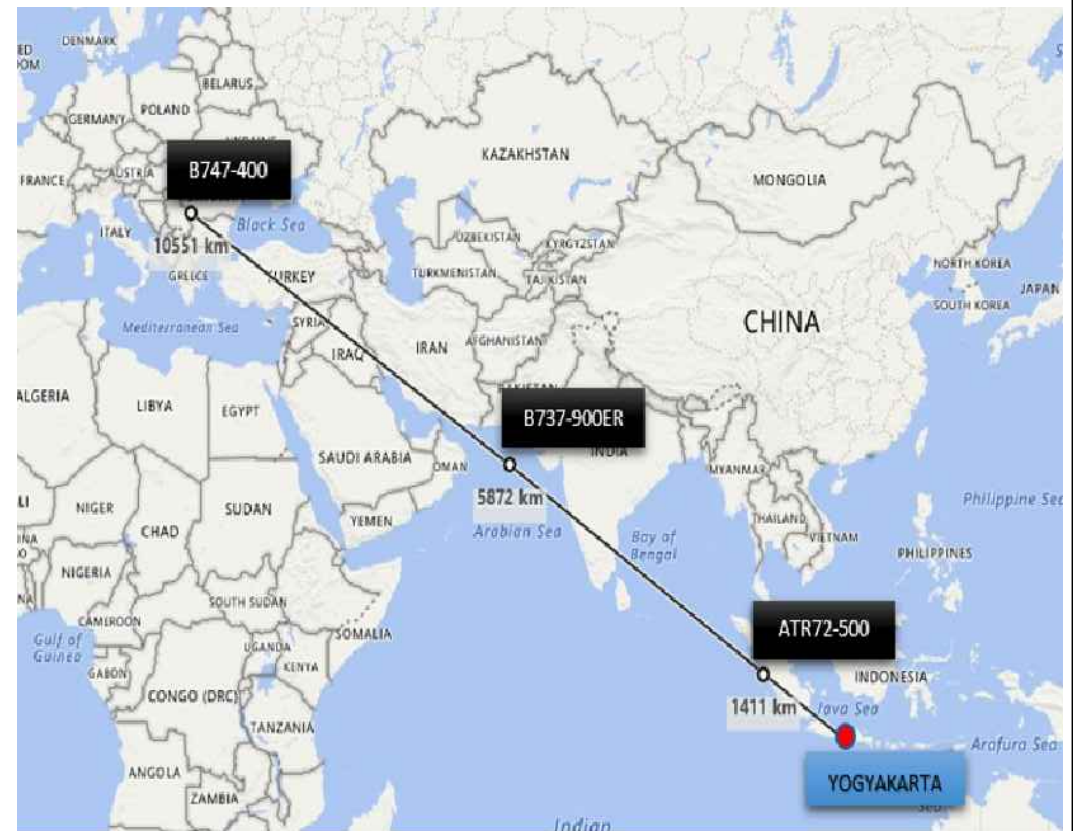 DENMARK
BELARUS
POLAND
GERMANY
B747-400
AUSTRIA
FRANCE
KAZAKHSTAN
MONGOLIA
Black Sea
ITALY
10551 km
UZBEKISTAN
KYRGYZSTAN
NORTH KOREA
GREECE
TURKMENISTAN
JAPAN
SOUTH KOREA
Mediterranean Sea
SYRIA
CHINA
IRAQ
IRAN
AFGHANISTAN
ALGERIA
LIBYA
EGYPT
B737-900ER
INDIA
SAUDI ARABIA
OMAN
MYANMAR
5872 km
NIGER
SUDAN
YEMEN
Arabian Sea
Philippine Sea
CHAD
THAILAND
Bay of
Bengal
VIETNAM
PHILIPPINES
NIGERIA
SOUTH SUDAN
CAMEROON
SOMALIA
ATR72-500
Gulf of
Guinea
UGANDA
KENYA
GABON
INDONESIA
CONGO (DRC)
1411 km
Java Sea
TANZANIA
Arafura Sea
ANGOLA
YOGYAKARTA
ZAMBIA
Indian